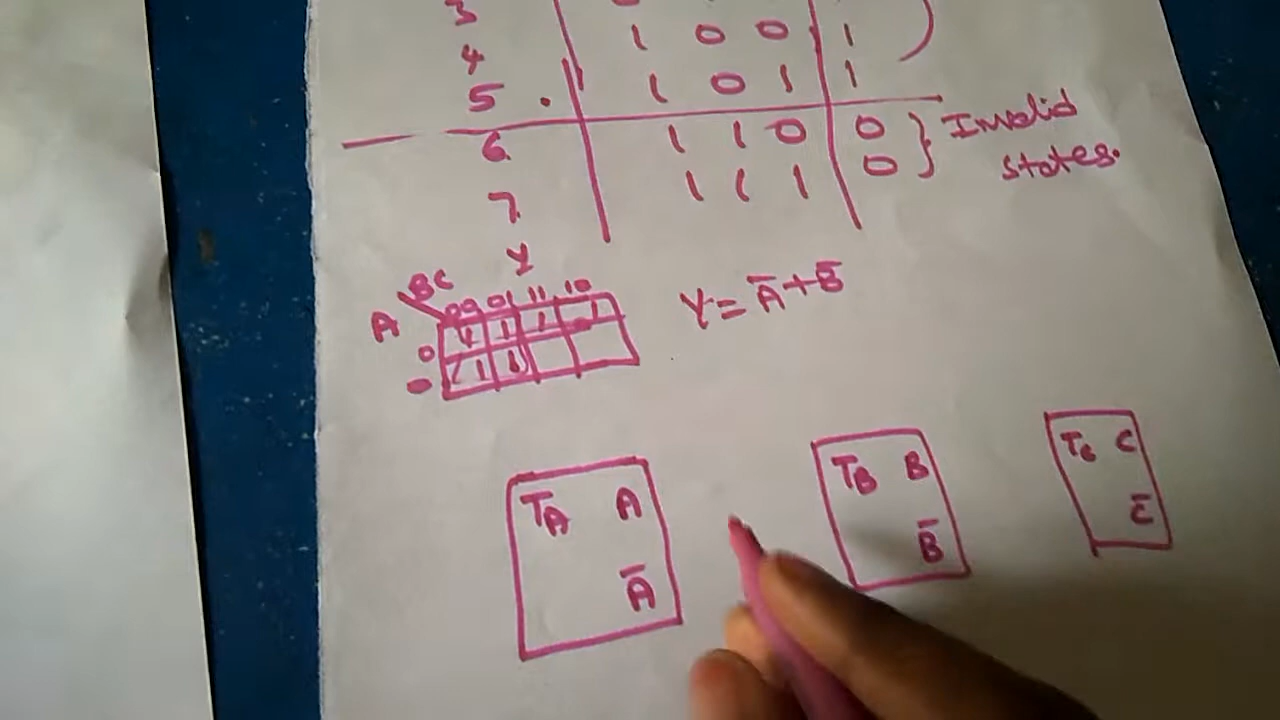 3
4 1 0 0 1
5 . 1 0 1 1
6 1 1 0 0 } Invalid
7 1 1 1 0 states.
Y
A BC 00 01 11 10
0 1 1 1 1
1 1
Y = A̅ + B̅
TA A TB B TC C
A̅ B̅ C̅